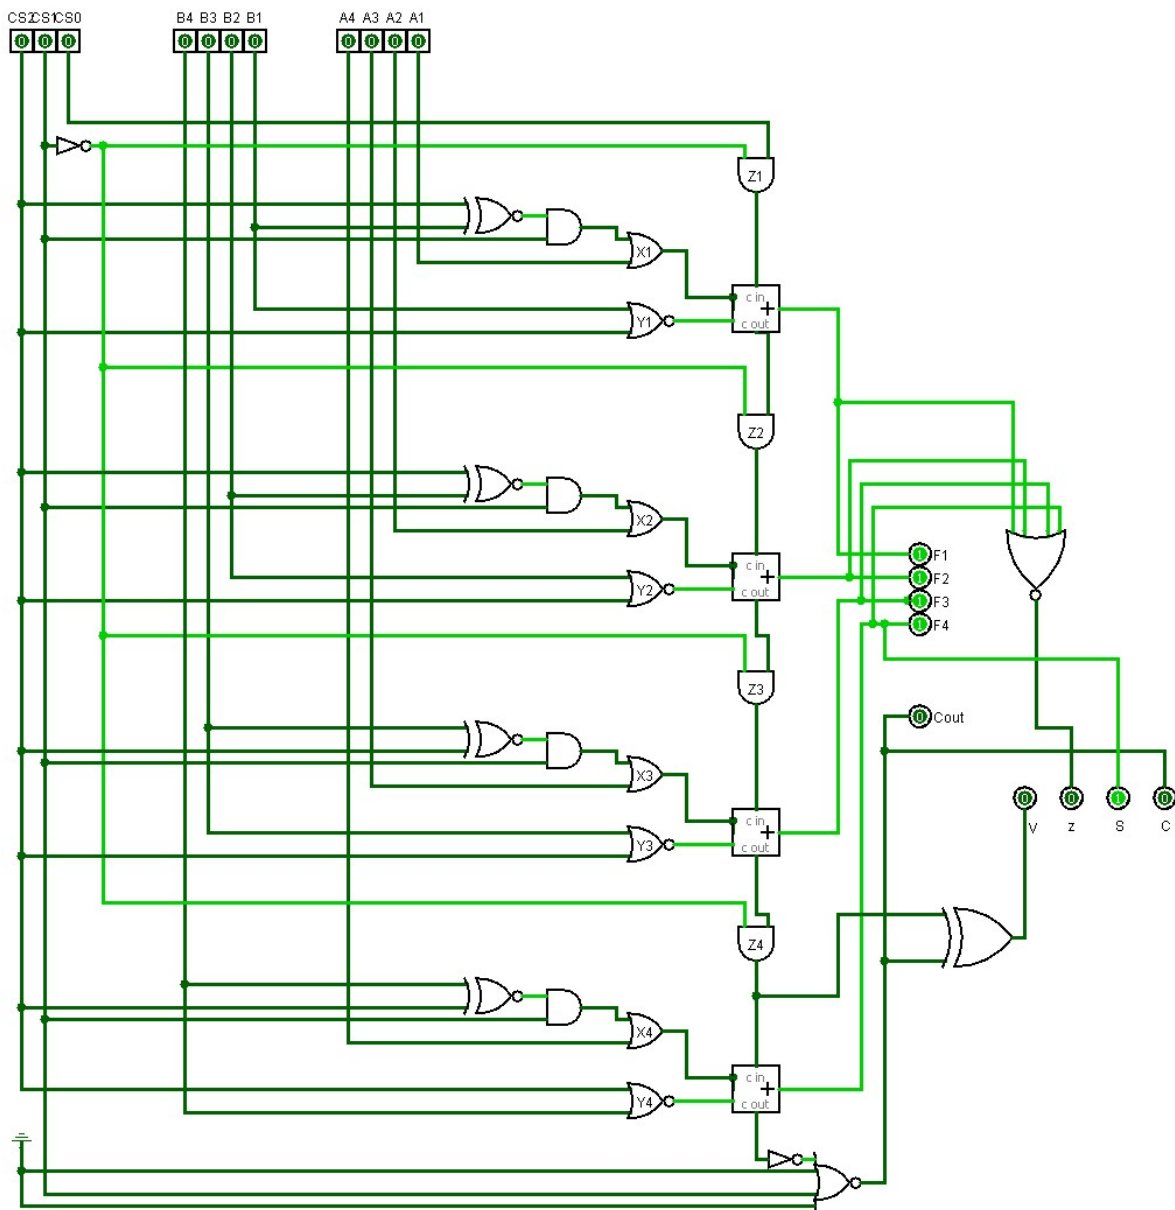 CS2 CS1 CS0 B4 B3 B2 B1 A4 A3 A2 A1
0 0 0 0 0 0 0 0 0 0 0
Z1
X1
c in
+
Y1
c out
Z2
X2
c in
+
Y2
c out
1 F1
1 F2
1 F3
1 F4
Z3
0 Cout
X3
0 0 1 0
V z S C
c in
+
Y3
c out
Z4
X4
c in
+
Y4
c out